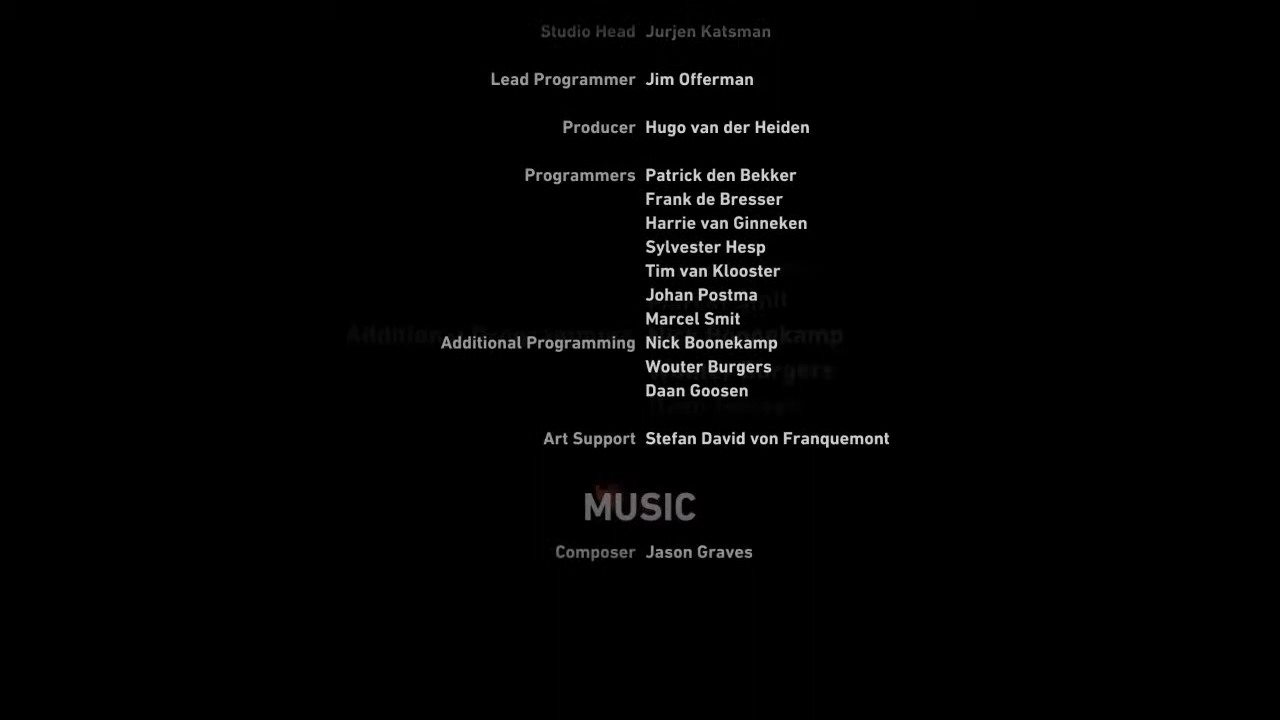 Studio Head Jurjen Katsman
Lead Programmer Jim Offerman
Producer Hugo van der Heiden
Programmers Patrick den Bekker
Frank de Bresser
Harrie van Ginneken
Sylvester Hesp
Tim van Klooster
Johan Postma
Marcel Smit
Additional Programming Nick Boonekamp
Wouter Burgers
Daan Goosen
Art Support Stefan David von Franquemont
MUSIC
Composer Jason Graves